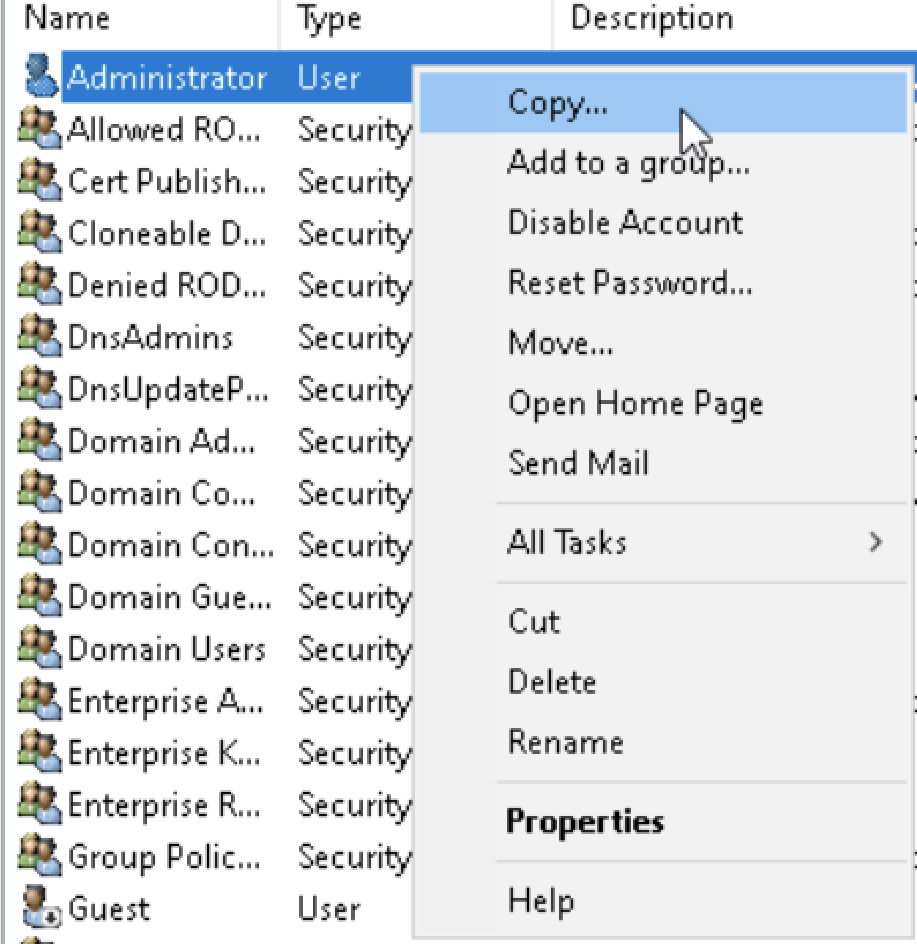 Name Type Description
Administrator User
Allowed RO... Security
Cert Publish... Security
Cloneable D... Security
Denied ROD... Security
DnsAdmins Security
DnsUpdateP... Security
Domain Ad... Security
Domain Co... Security
Domain Con... Security
Domain Gue... Security
Domain Users Security
Enterprise A... Security
Enterprise K... Security
Enterprise R... Security
Group Polic... Security
Guest User
Copy...
Add to a group...
Disable Account
Reset Password...
Move...
Open Home Page
Send Mail
All Tasks
Cut
Delete
Rename
Properties
Help